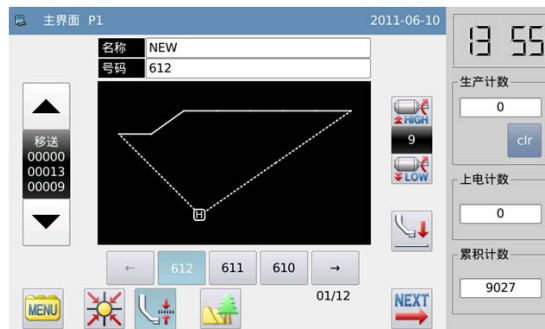 主界面 P1 2011-06-10
13 55
名称 NEW
号码 612
移送
00000
00013
00009
HIGH
9
LOW
H
生产计数
0
clr
上电计数
0
累积计数
9027
← 612 611 610 →
01/12
MENU
NEXT